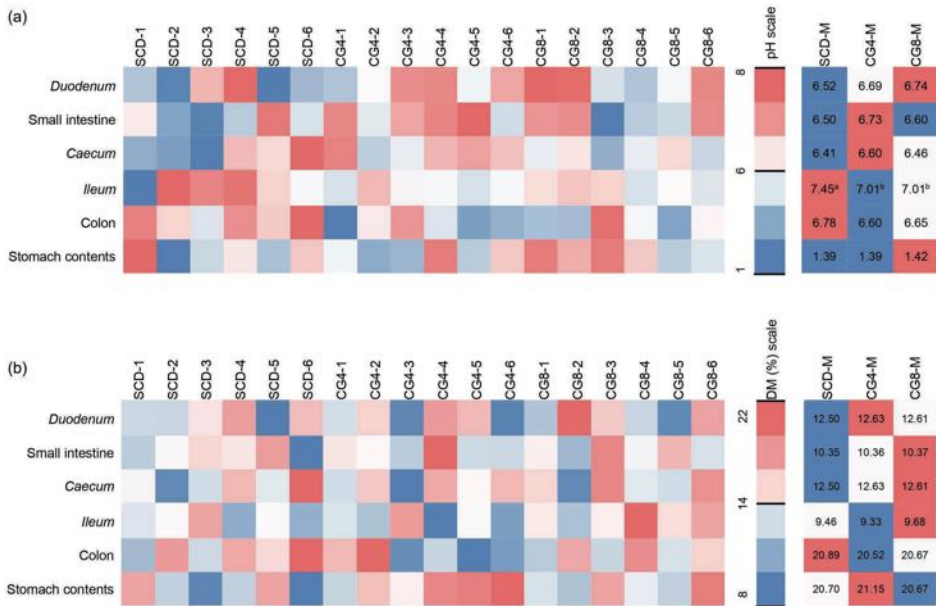 (a)
SCD-1 SCD-2 SCD-3 SCD-4 SCD-5 SCD-6 CG4-1 CG4-2 CG4-3 CG4-4 CG4-5 CG4-6 CG8-1 CG8-2 CG8-3 CG8-4 CG8-5 CG8-6 pH scale SCD-M CG4-M CG8-M
Duodenum 8 6.52 6.69 6.74
Small intestine 6.50 6.73 6.60
Caecum 6.41 6.60 6.46
6
Ileum 7.45a 7.01b 7.01b
Colon 6.78 6.60 6.65
Stomach contents 1 1.39 1.39 1.42
(b)
SCD-1 SCD-2 SCD-3 SCD-4 SCD-5 SCD-6 CG4-1 CG4-2 CG4-3 CG4-4 CG4-5 CG4-6 CG8-1 CG8-2 CG8-3 CG8-4 CG8-5 CG8-6 DM (%) scale SCD-M CG4-M CG8-M
Duodenum 22 12.50 12.63 12.61
Small intestine 10.35 10.36 10.37
Caecum 12.50 12.63 12.61
14
Ileum 9.46 9.33 9.68
Colon 20.89 20.52 20.67
Stomach contents 8 20.70 21.15 20.67